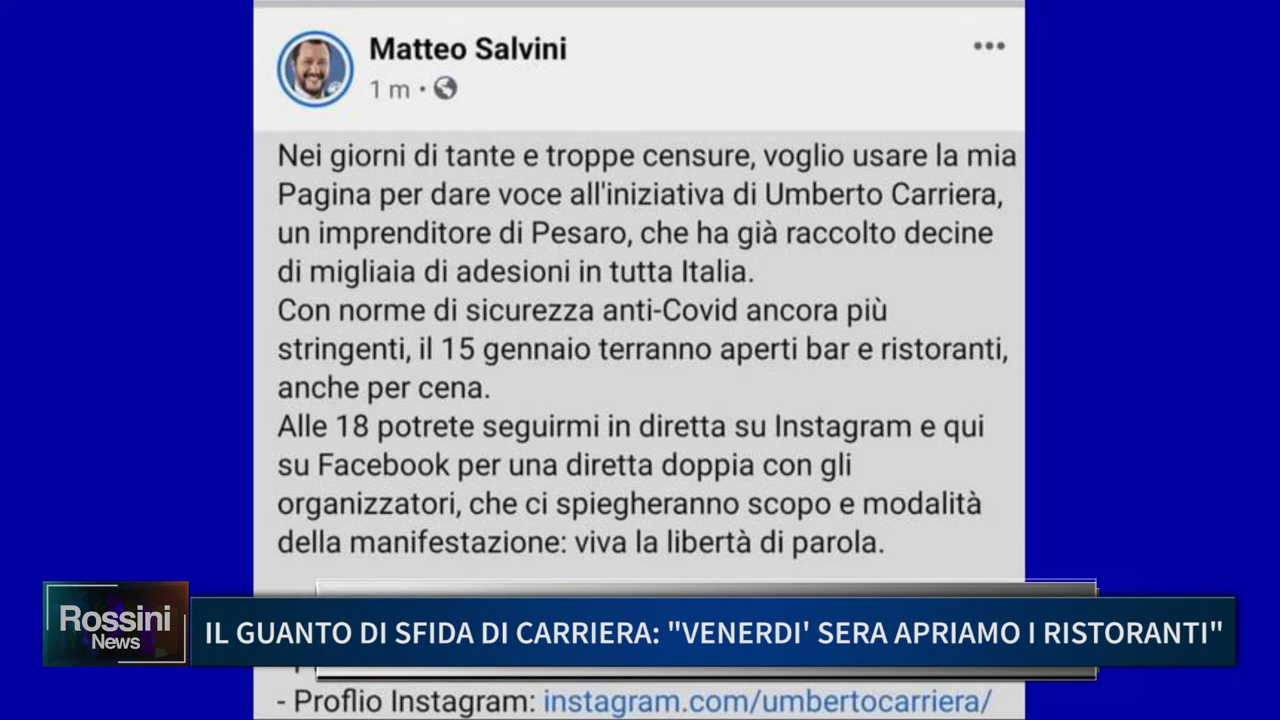 Matteo Salvini
1 m •
Nei giorni di tante e troppe censure, voglio usare la mia
Pagina per dare voce all'iniziativa di Umberto Carriera,
un imprenditore di Pesaro, che ha già raccolto decine
di migliaia di adesioni in tutta Italia.
Con norme di sicurezza anti-Covid ancora più
stringenti, il 15 gennaio terranno aperti bar e ristoranti,
anche per cena.
Alle 18 potrete seguirmi in diretta su Instagram e qui
su Facebook per una diretta doppia con gli
organizzatori, che ci spiegheranno scopo e modalità
della manifestazione: viva la libertà di parola.
Rossini
News
IL GUANTO DI SFIDA DI CARRIERA: "VENERDI' SERA APRIAMO I RISTORANTI"
- Proflio Instagram: instagram.com/umbertocarriera/